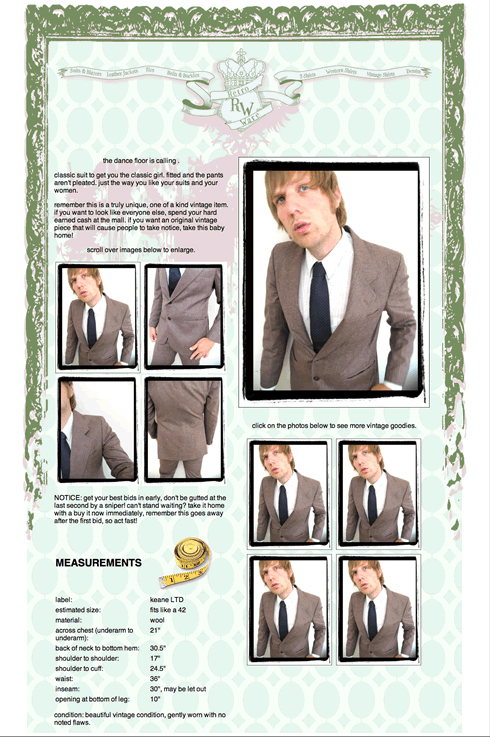 Suits & Blazers
Leather Jackets
Ties
Belts & Buckles
Retro
RW
Ware
T-Shirts
Western Shirts
Vintage Shirts
Denim
the dance floor is calling .
classic suit to get you the classic girl. fitted and the pants
aren't pleated. just the way you like your suits and your
women.
remember this is a truly unique, one of a kind vintage item.
if you want to look like everyone else, spend your hard
earned cash at the mall. if you want an original vintage
piece that will cause people to take notice, take this baby
home!
scroll over images below to enlarge.
NOTICE: get your best bids in early, don't be gutted at the
last second by a sniper! can't stand waiting? take it home
with a buy it now immediately, remember this goes away
after the first bid, so act fast!
MEASUREMENTS
label: keane LTD
estimated size: fits like a 42
material: wool
across chest (underarm to 21"
underarm):
back of neck to bottom hem: 30.5"
shoulder to shoulder: 17"
shoulder to cuff: 24.5"
waist: 36"
inseam: 30", may be let out
opening at bottom of leg: 10"
condition: beautiful vintage condition, gently worn with no
noted flaws.
click on the photos below to see more vintage goodies.